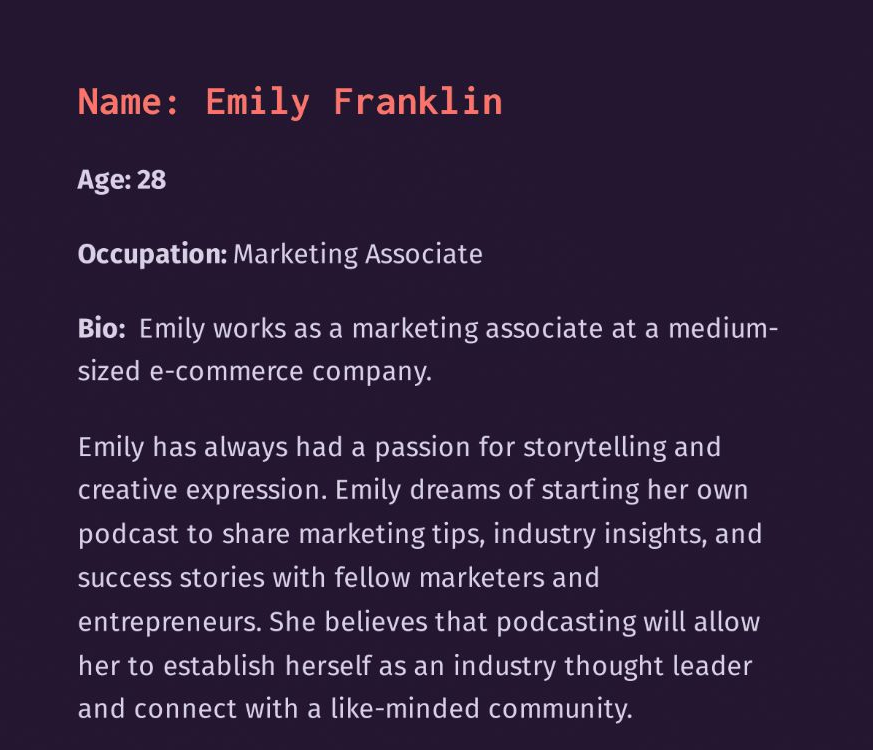 Name: Emily Franklin
Age: 28
Occupation: Marketing Associate
Bio: Emily works as a marketing associate at a medium-
sized e-commerce company.
Emily has always had a passion for storytelling and
creative expression. Emily dreams of starting her own
podcast to share marketing tips, industry insights, and
success stories with fellow marketers and
entrepreneurs. She believes that podcasting will allow
her to establish herself as an industry thought leader
and connect with a like-minded community.